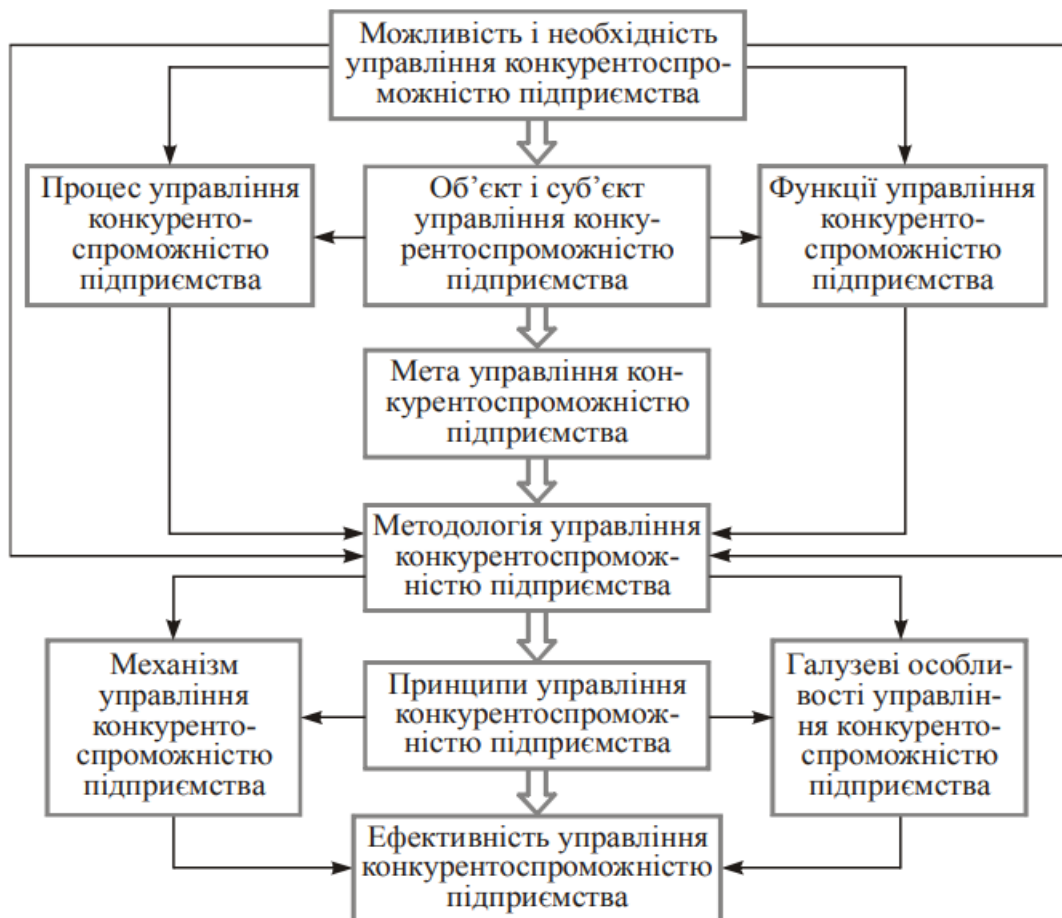 Можливість і необхідність
управління конкурентоспро-
можністю підприємства
Процес управління
конкуренто-
спроможністю
підприємства
Об’єкт і суб’єкт
управління конку-
рентоспроможністю
підприємства
Функції управління
конкуренто-
спроможністю
підприємства
Мета управління кон-
курентоспроможністю
підприємства
Методологія управління
конкурентоспромож-
ністю підприємства
Механізм
управління
конкуренто-
спроможністю
підприємства
Принципи управління
конкурентоспромож-
ністю підприємства
Галузеві особли-
вості управлін-
ня конкуренто-
спроможністю
підприємства
Ефективність управління
конкурентоспроможністю
підприємства